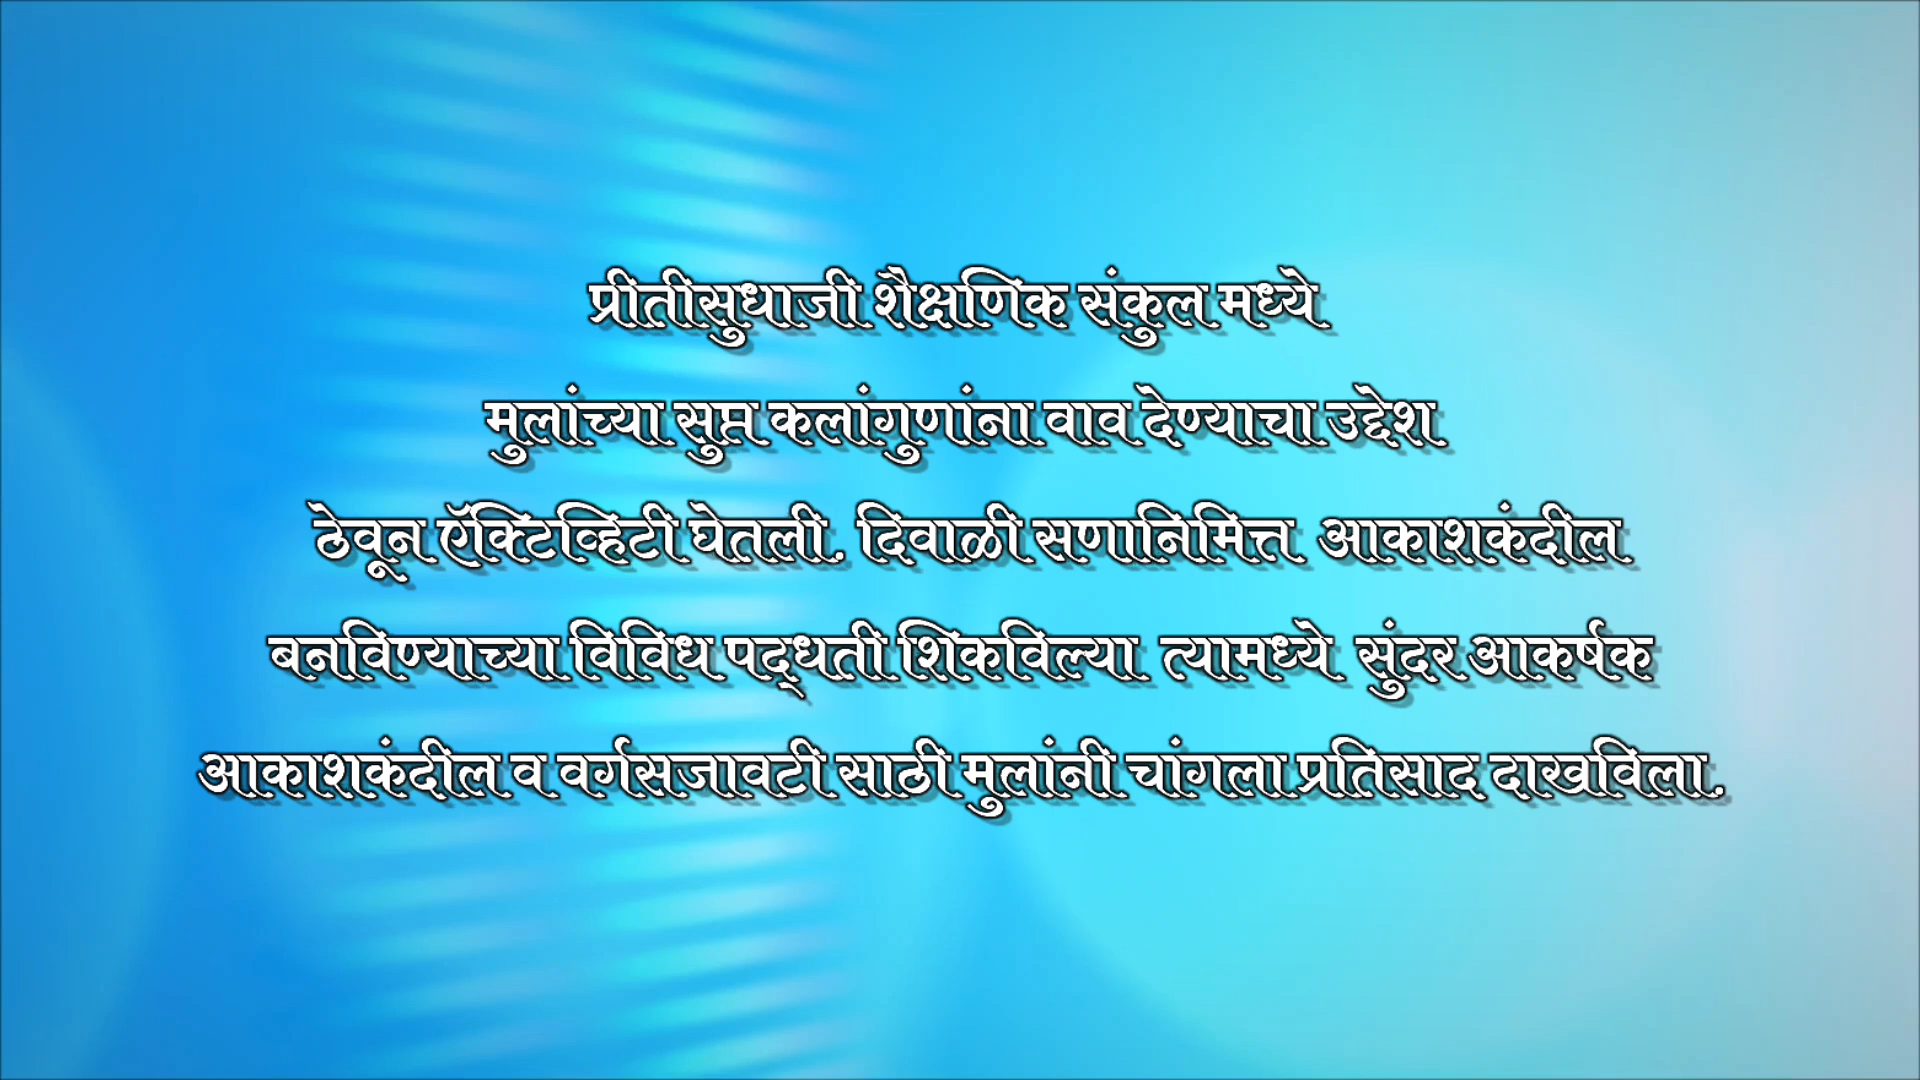 प्रीतीसुधाजी शैक्षणिक संकुल मध्ये
मुलांच्या सुप्त कलांगुणांना वाव देण्याचा उद्देश
ठेवून ऍक्टिव्हिटी घेतली. दिवाळी सणानिमित्त आकाशकंदील
बनविण्याच्या विविध पद्‌धती शिकविल्या त्यामध्ये सुंदर आकर्षक
आकाशकंदील व वर्गसजावटी साठी मुलांनी चांगला प्रतिसाद दाखविला.